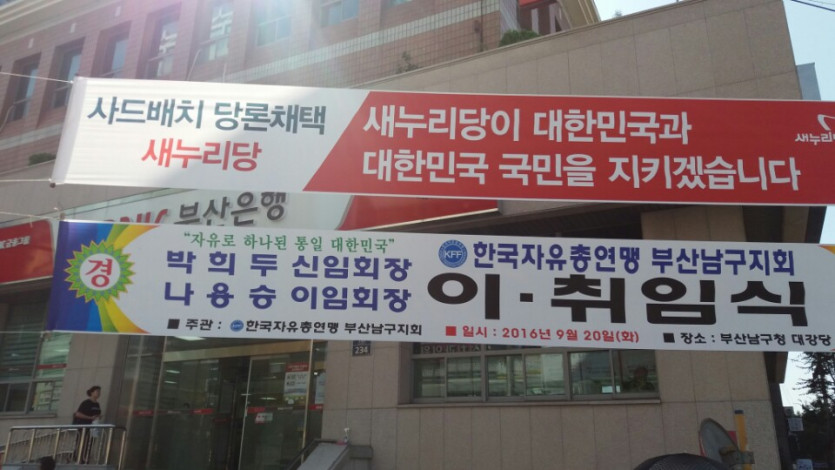 사드배치 당론채택
새누리당
새누리당이 대한민국과
대한민국 국민을 지키겠습니다
새누리
부산은행
경
"자유로 하나된 통일 대한민국"
박희두 신임회장
나용승 이임회장
KFF 한국자유총연맹 부산남구지회
이·취임식
■ 주관 : KFF 한국자유총연맹 부산남구지회
■ 일시 : 2016년 9월 20일(화)
■ 장소 : 부산남구청 대강당
234